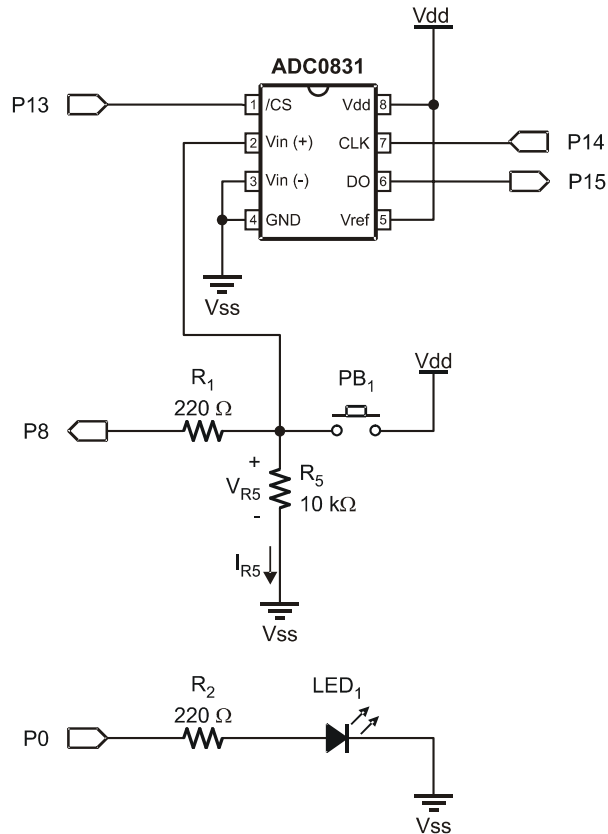 Vdd
ADC0831
P13
1 /CS Vdd 8
2 Vin (+) CLK 7
P14
3 Vin (-) DO 6
P15
4 GND Vref 5
Vss
Vdd
R1
220 Ω
PB1
P8
+
VR5
-
R5
10 kΩ
IR5
Vss
R2
220 Ω
LED1
P0
Vss